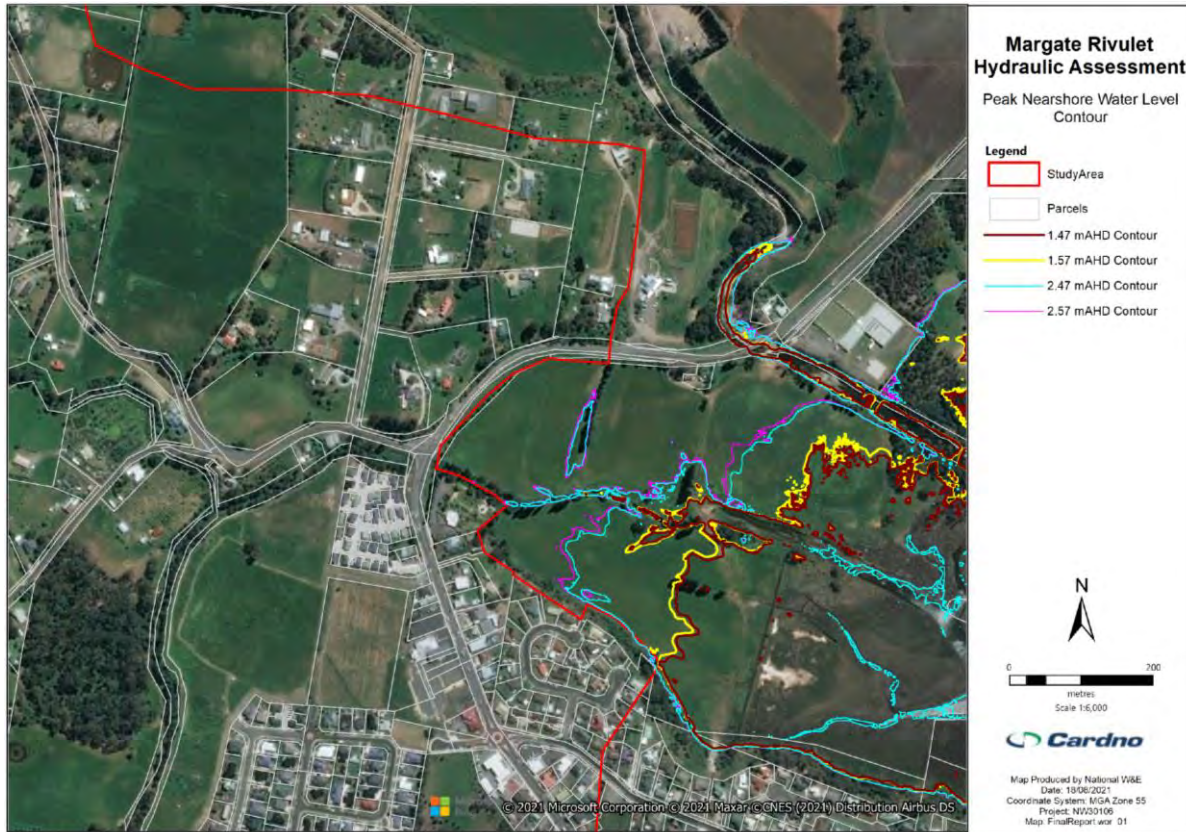 Margate Rivulet
Hydraulic Assessment
Peak Nearshore Water Level
Contour
Legend
StudyArea
Parcels
1.47 mAHD Contour
1.57 mAHD Contour
2.47 mAHD Contour
2.57 mAHD Contour
N
0 200
metres
Scale 1:6,000
Cardno
Map Produced by National W&E
Date: 18/06/2021
Coordinate System: MGA Zone 55
Project: NW30106
Map: FinalReport.wor 01
© 2021 Microsoft Corporation © 2021 Maxar ©CNES (2021) Distribution Airbus DS